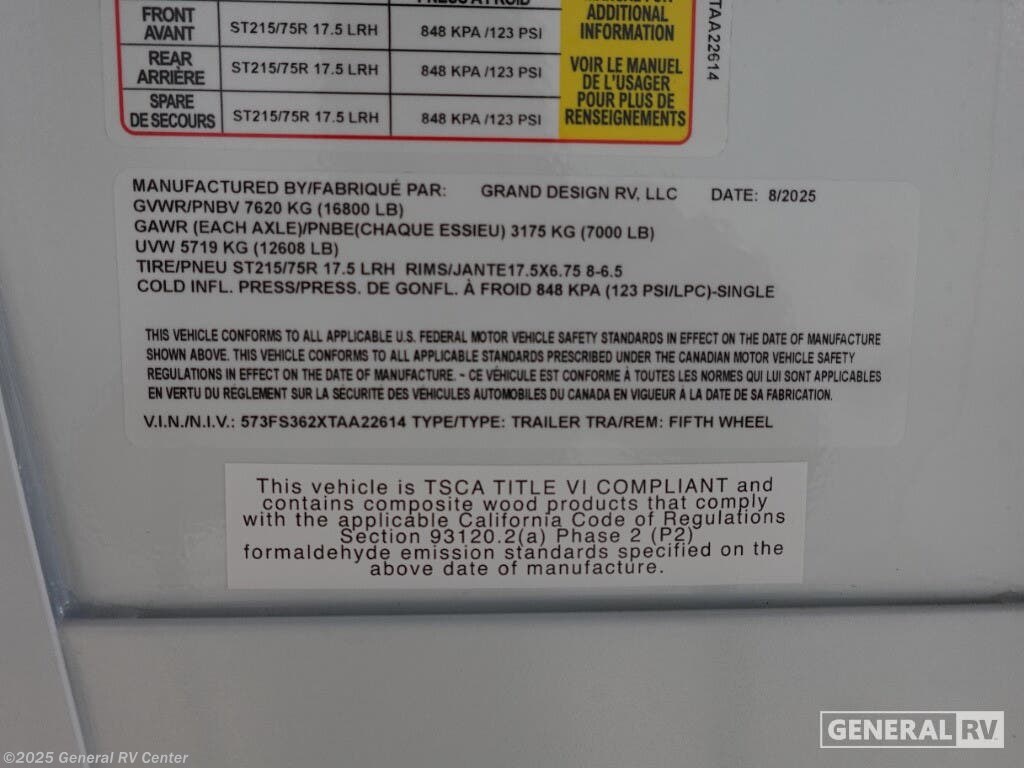 FRONT
AVANT
ST215/75R 17.5 LRH
848 KPA /123 PSI
REAR
ARRIÈRE
ST215/75R 17.5 LRH
848 KPA /123 PSI
SPARE
DE SECOURS
ST215/75R 17.5 LRH
848 KPA /123 PSI
ADDITIONAL
INFORMATION
VOIR LE MANUEL
DE L'USAGER
POUR PLUS DE
RENSEIGNEMENTS
TAA22614
MANUFACTURED BY/FABRIQUÉ PAR: GRAND DESIGN RV, LLC DATE: 8/2025
GVWR/PNBV 7620 KG (16800 LB)
GAWR (EACH AXLE)/PNBE(CHAQUE ESSIEU) 3175 KG (7000 LB)
UVW 5719 KG (12608 LB)
TIRE/PNEU ST215/75R 17.5 LRH RIMS/JANTE17.5X6.75 8-6.5
COLD INFL. PRESS/PRESS. DE GONFL. À FROID 848 KPA (123 PSI/LPC)-SINGLE
THIS VEHICLE CONFORMS TO ALL APPLICABLE U.S. FEDERAL MOTOR VEHICLE SAFETY STANDARDS IN EFFECT ON THE DATE OF MANUFACTURE
SHOWN ABOVE. THIS VEHICLE CONFORMS TO ALL APPLICABLE STANDARDS PRESCRIBED UNDER THE CANADIAN MOTOR VEHICLE SAFETY
REGULATIONS IN EFFECT ON THE DATE OF MANUFACTURE. - CE VÉHICULE EST CONFORME À TOUTES LES NORMES QUI LUI SONT APPLICABLES
EN VERTU DU RÈGLEMENT SUR LA SÉCURITÉ DES VÉHICULES AUTOMOBILES DU CANADA EN VIGUEUR À LA DATE DE SA FABRICATION.
V.I.N./N.I.V.: 573FS362XTAA22614 TYPE/TYPE: TRAILER TRA/REM: FIFTH WHEEL
This vehicle is TSCA TITLE VI COMPLIANT and
contains composite wood products that comply
with the applicable California Code of Regulations
Section 93120.2(a) Phase 2 (P2)
formaldehyde emission standards specified on the
above date of manufacture.
GENERAL RV
©2025 General RV Center